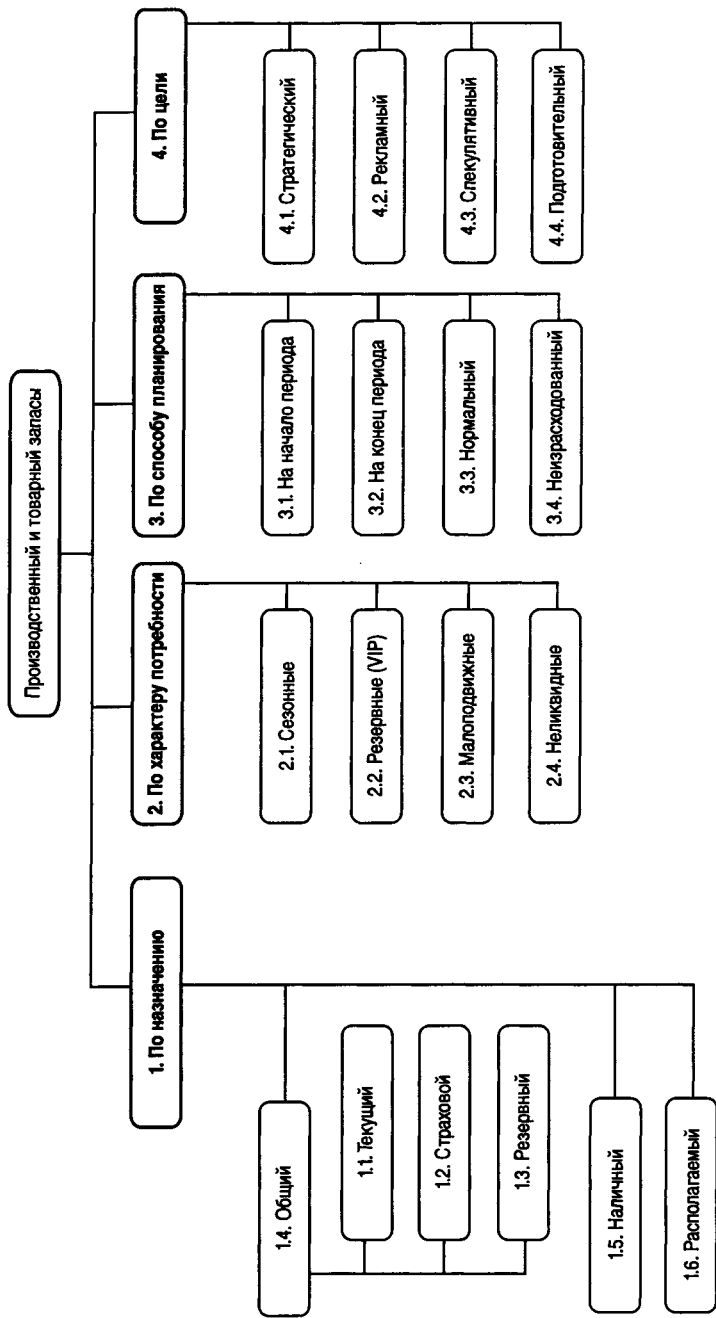 Производственный и товарный запасы
1. По назначению
1.4. Общий
1.1. Текущий
1.2. Страховой
1.3. Резервный
1.5. Наличный
1.6. Располагаемый
2. По характеру потребности
2.1. Сезонные
2.2. Резервные (VIP)
2.3. Малоподвижные
2.4. Неликвидные
3. По способу планирования
3.1. На начало периода
3.2. На конец периода
3.3. Нормальный
3.4. Неизрасходованный
4. По цели
4.1. Стратегический
4.2. Рекламный
4.3. Спекулятивный
4.4. Подготовительный